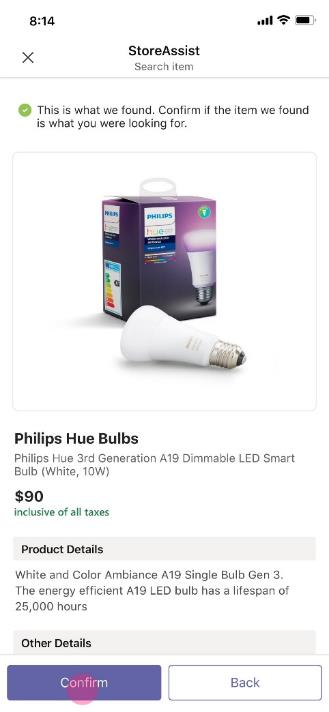 8:14
StoreAssist
Search item
This is what we found. Confirm if the item we found
is what you were looking for.
PHILIPS
PHILIPS
hue
Philips Hue Bulbs
Philips Hue 3rd Generation A19 Dimmable LED Smart
Bulb (White, 10W)
$90
inclusive of all taxes
Product Details
White and Color Ambiance A19 Single Bulb Gen 3.
The energy efficient A19 LED bulb has a lifespan of
25,000 hours
Other Details
Confirm
Back